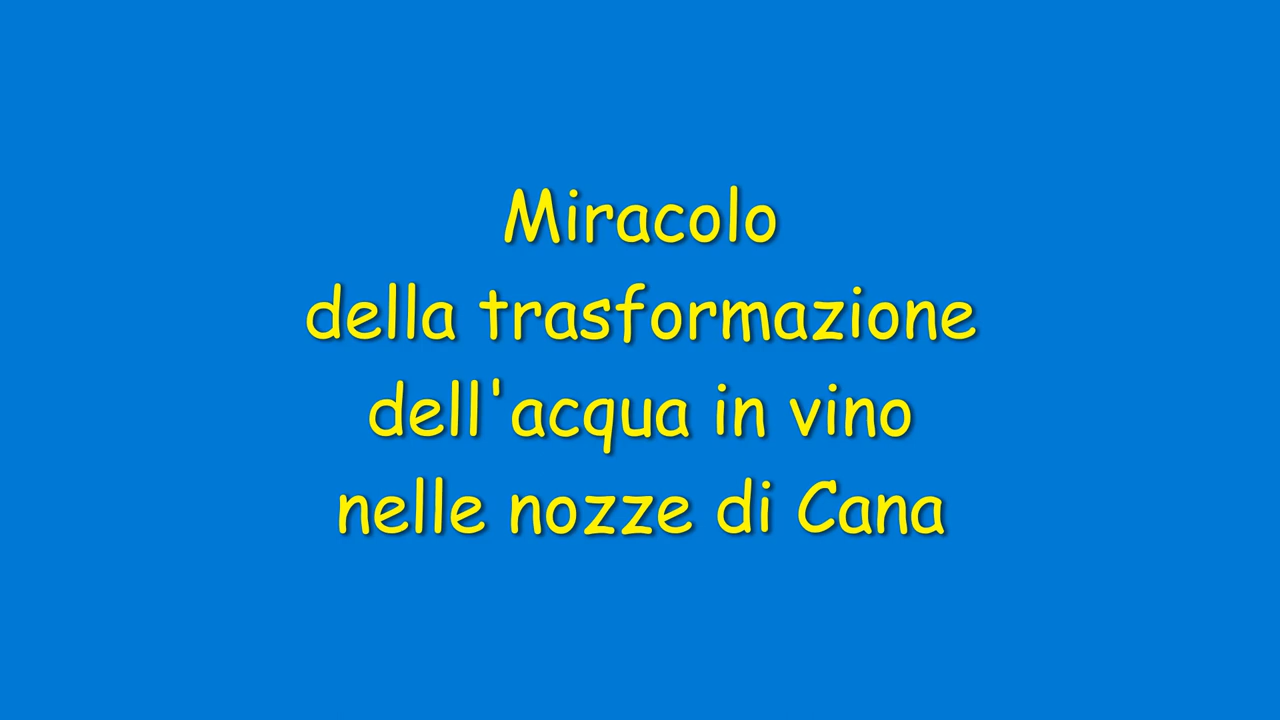 Miracolo
della trasformazione
dell'acqua in vino
nelle nozze di Cana